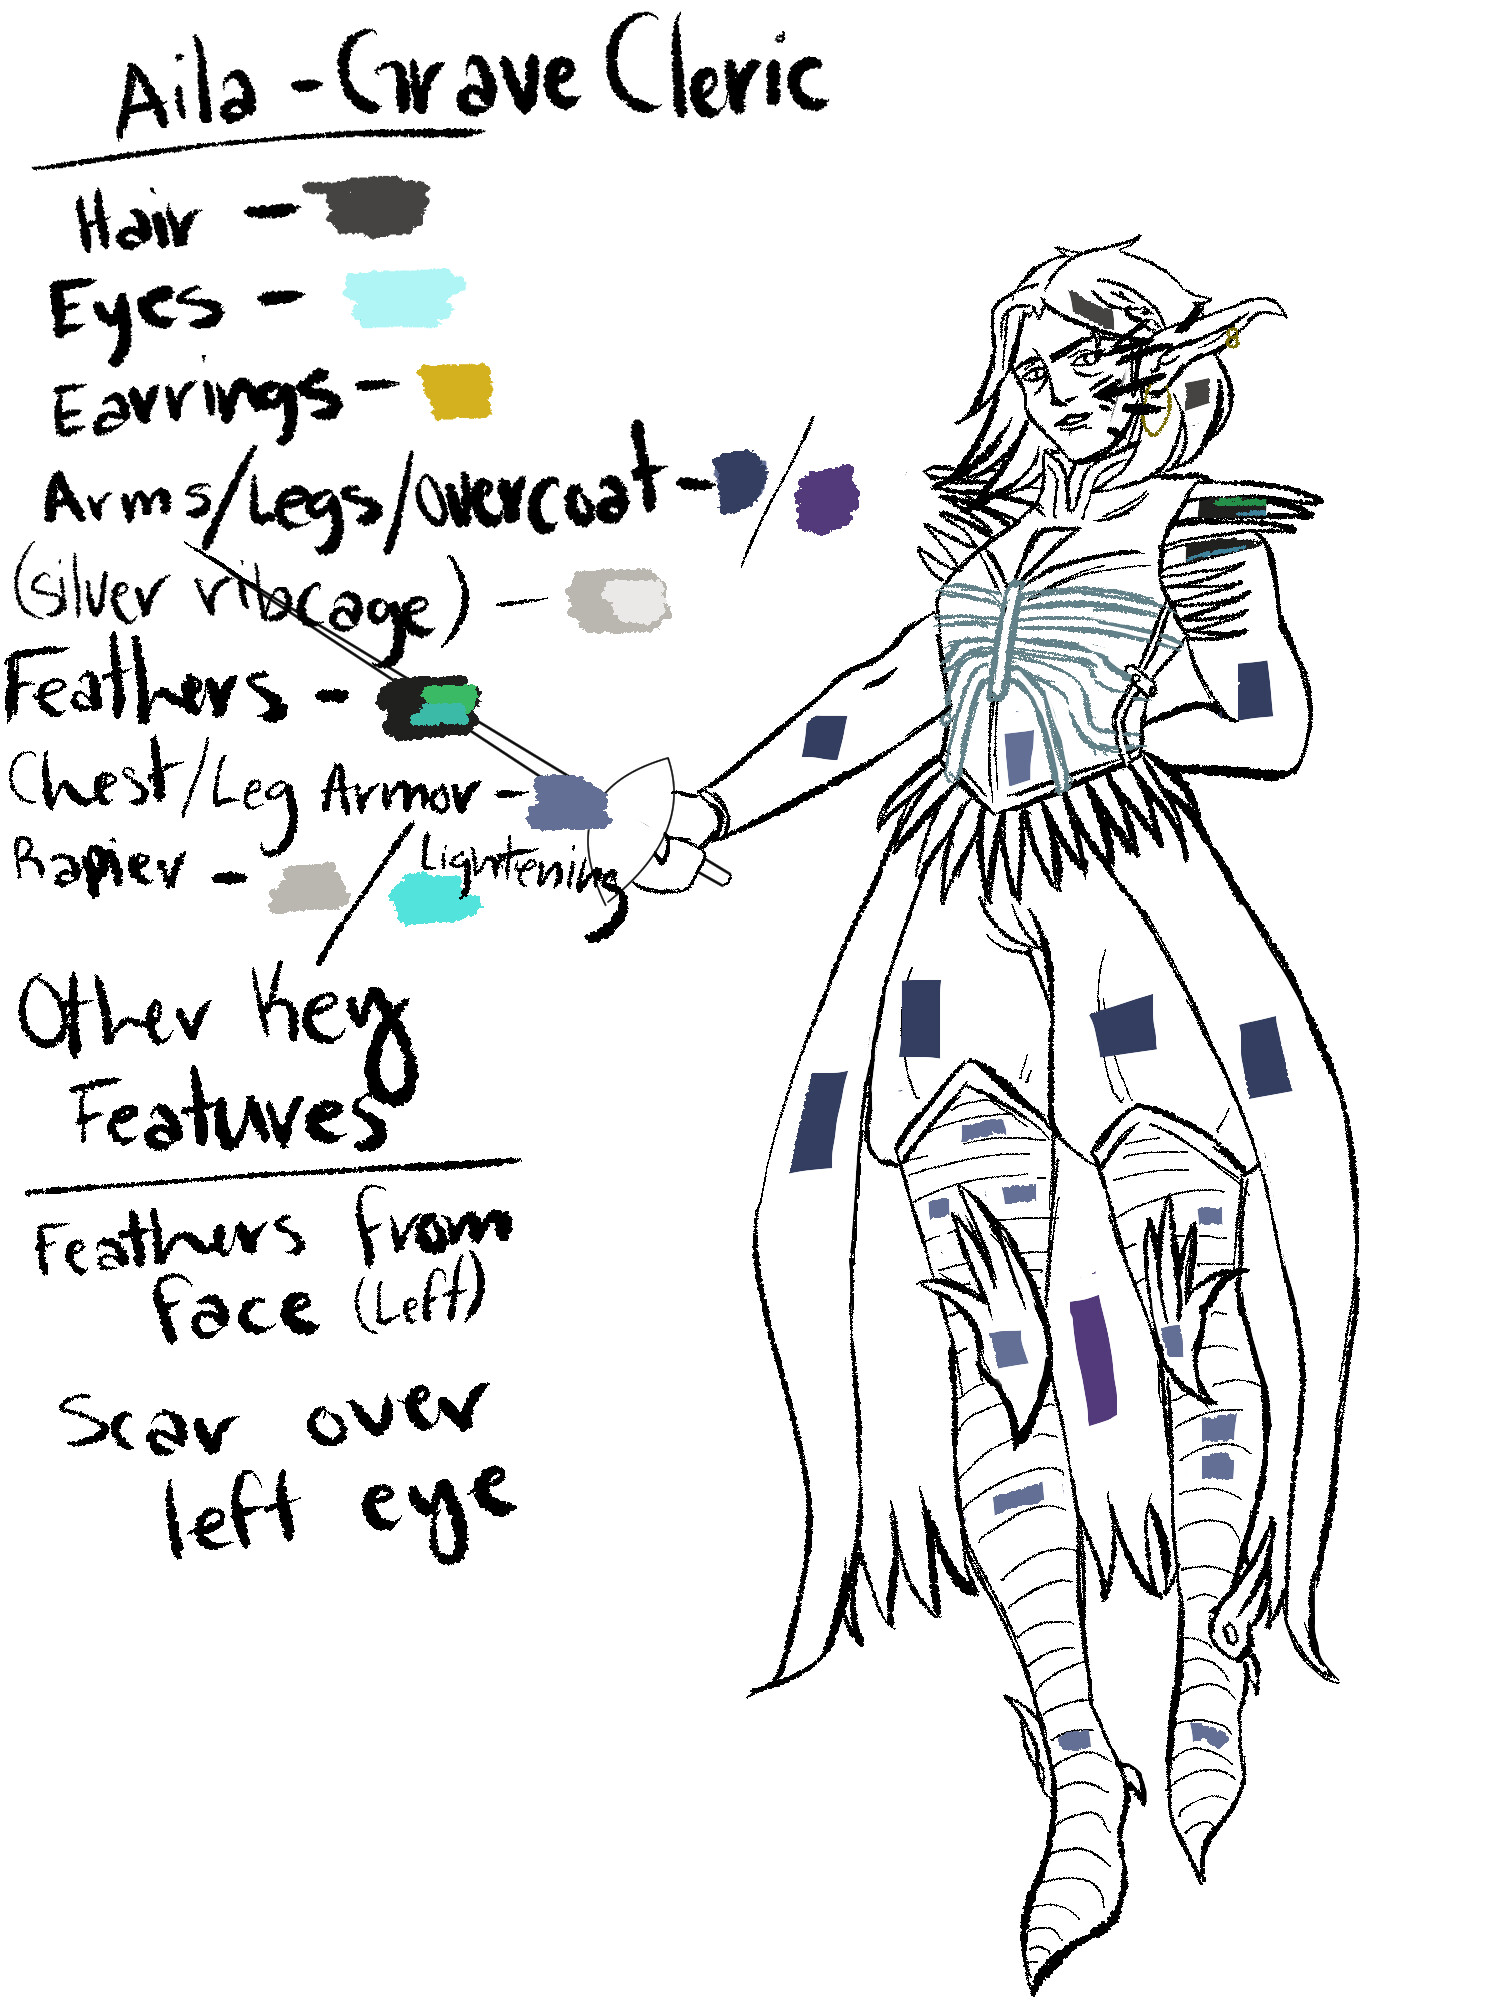 Aila - Grave Cleric
Hair -
Eyes -
Earrings -
Arms/Legs/Overcoat - /
(silver ribcage) -
Feathers -
Chest/Leg Armor -
Rapier - / Lightening
Other Key
Features
Feathers from
face (Left)
Scar over
left eye